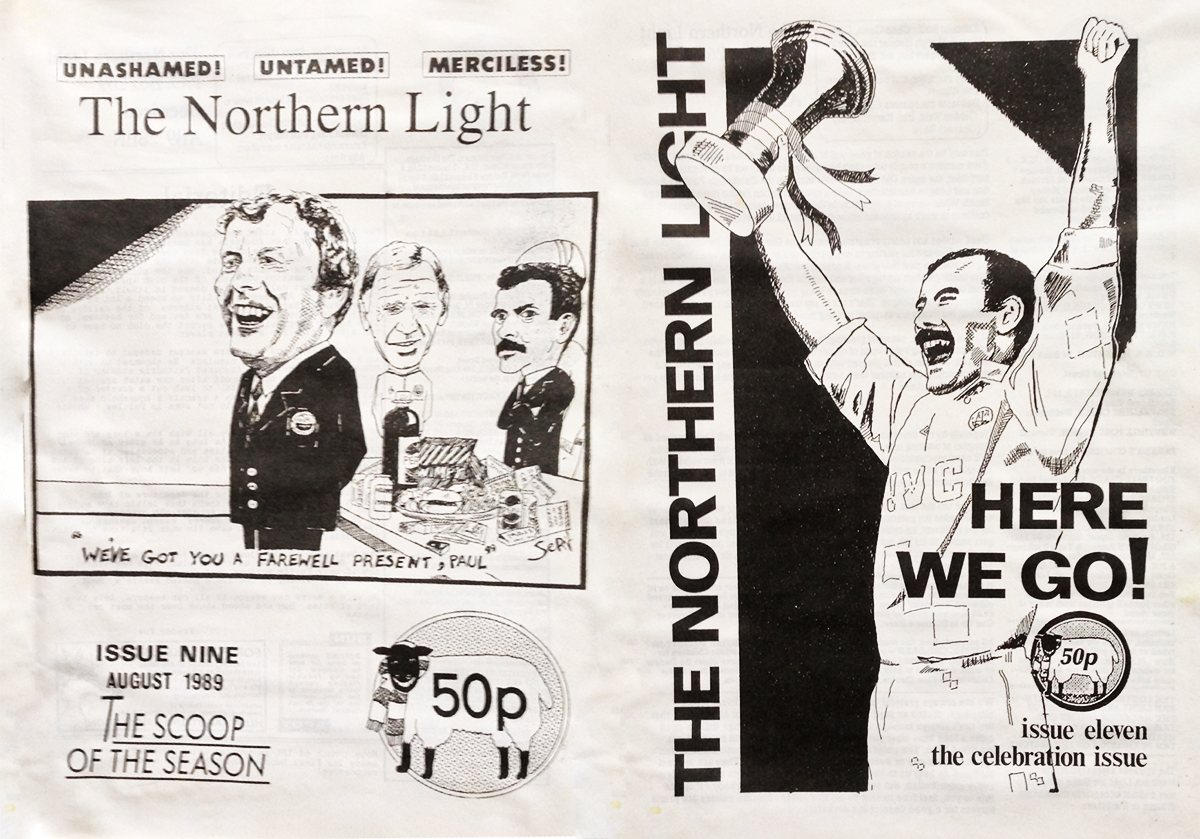 UNASHAMED! UNTAMED! MERCILESS!
The Northern Light
"WE'VE GOT YOU A FAREWELL PRESENT, PAUL"
SePi
ISSUE NINE
AUGUST 1989
THE SCOOP
OF THE SEASON
50p
THE NORTHERN LIGHT
HERE
WE GO!
50p
issue eleven
the celebration issue